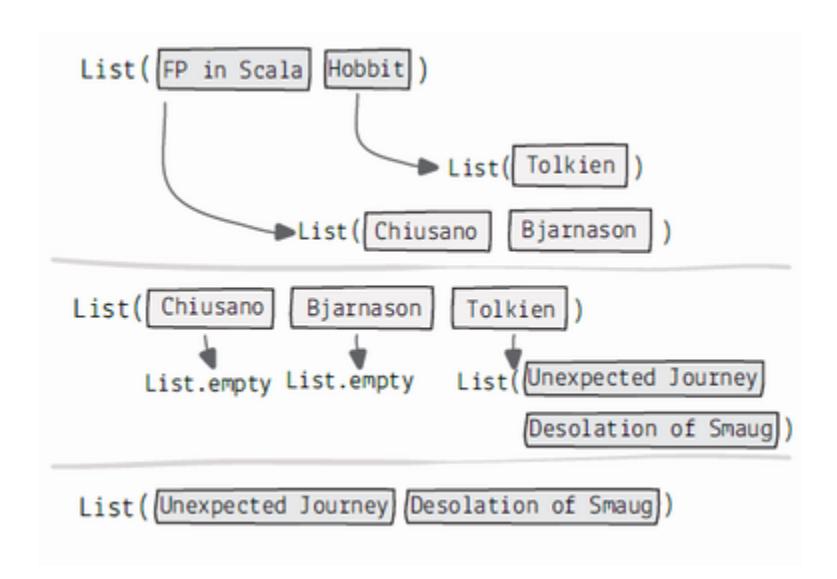 List( FP in Scala Hobbit )
List( Tolkien )
List( Chiusano Bjarnason )
List( Chiusano Bjarnason Tolkien )
List.empty List.empty List( Unexpected Journey
Desolation of Smaug )
List( Unexpected Journey Desolation of Smaug )